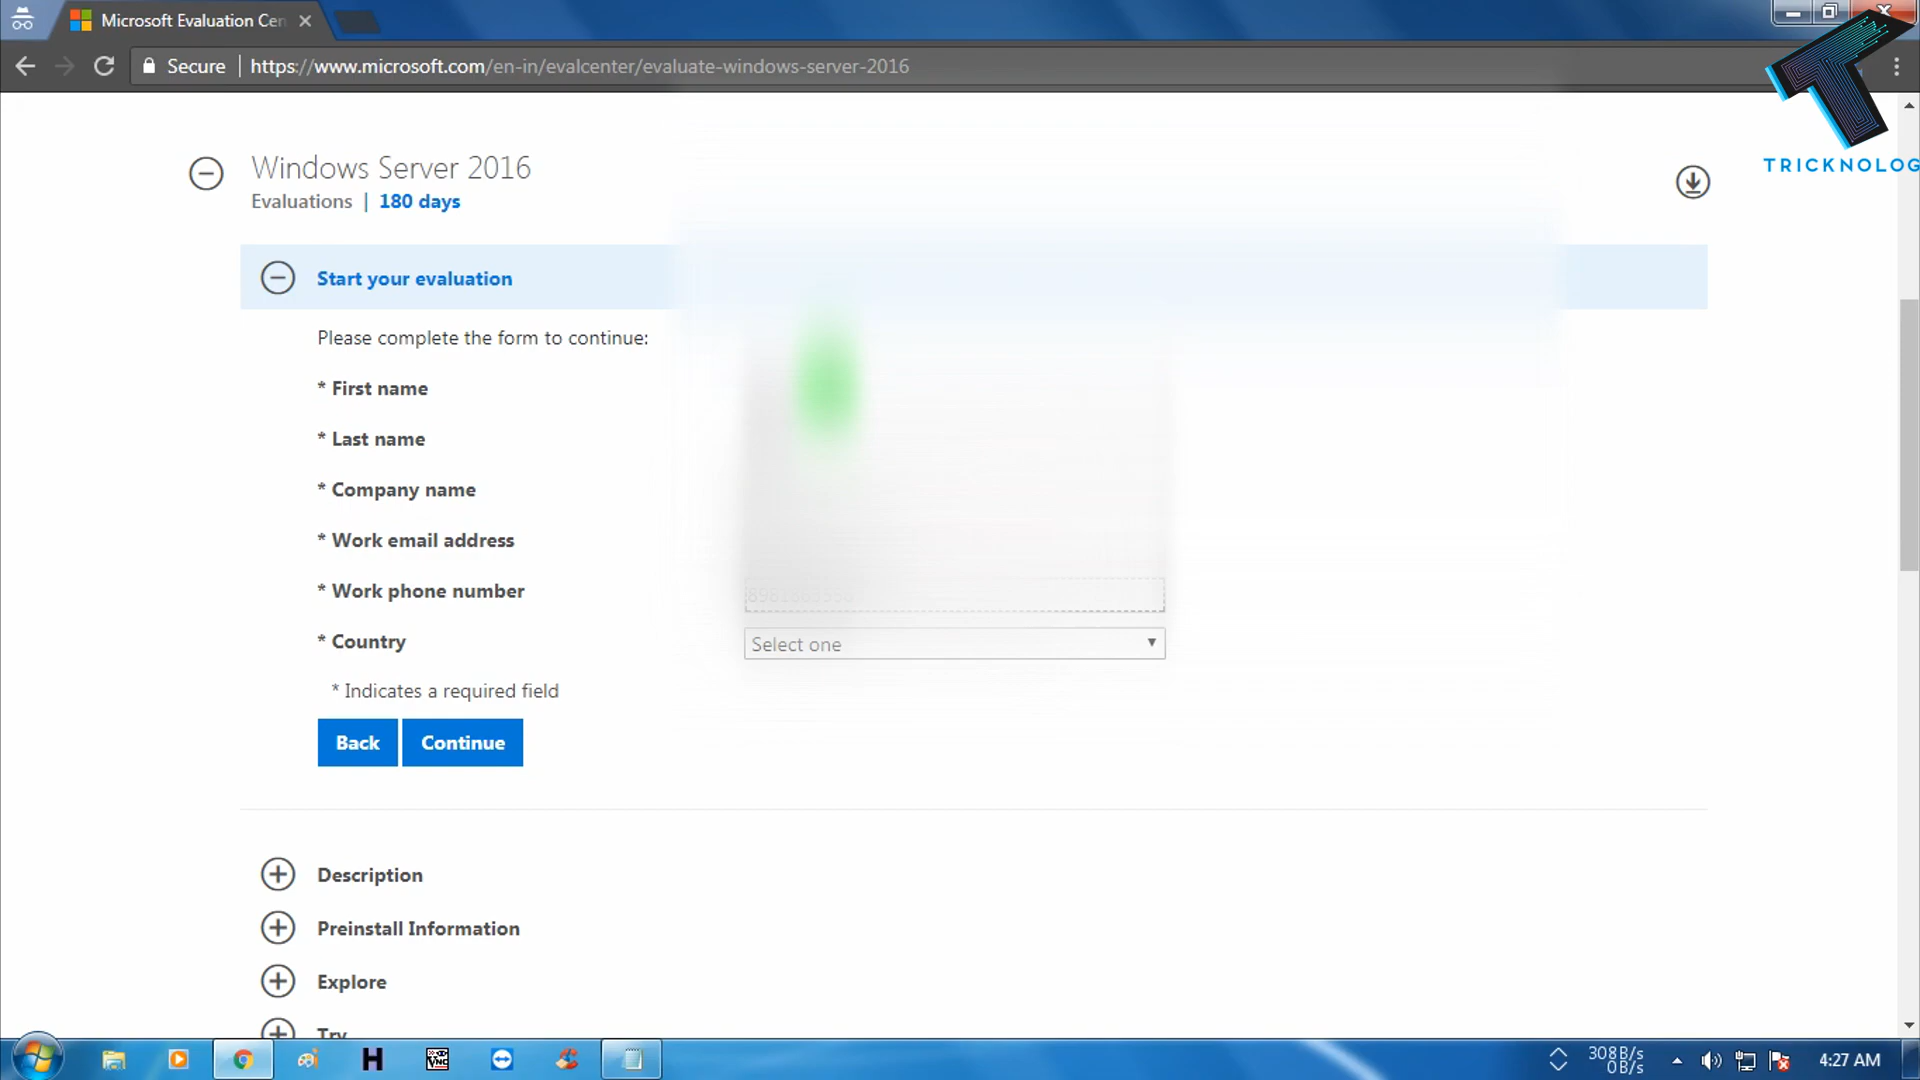 Microsoft Evaluation Cen
Secure | https://www.microsoft.com/en-in/evalcenter/evaluate-windows-server-2016
TRICKNOLOG
Windows Server 2016
Evaluations | 180 days
Start your evaluation
Please complete the form to continue:
* First name
* Last name
* Company name
* Work email address
* Work phone number
* Country
Select one
* Indicates a required field
Back Continue
Description
Preinstall Information
Explore
Try
H
VNC
308B/s
0B/s
4:27 AM